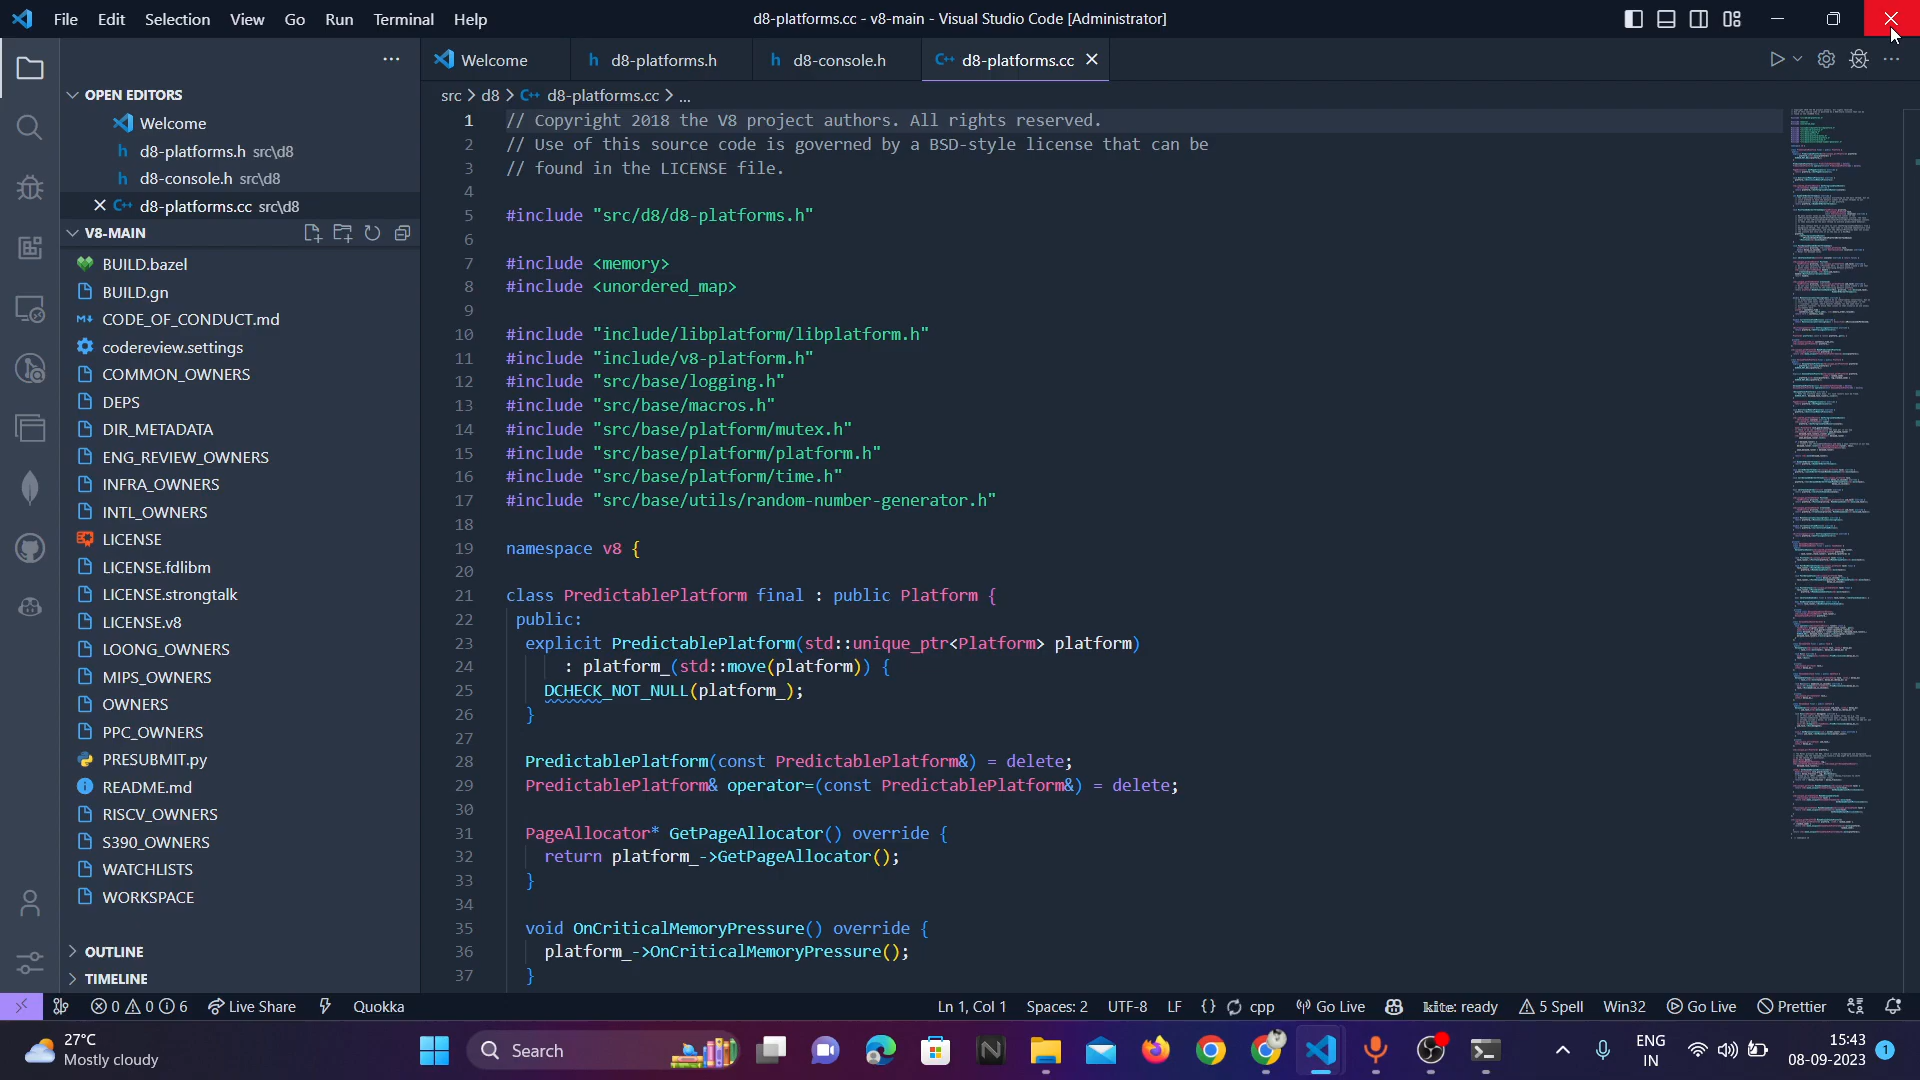 File Edit Selection View Go Run Terminal Help
d8-platforms.cc - v8-main - Visual Studio Code [Administrator]
OPEN EDITORS
Welcome
d8-platforms.h src\d8
d8-console.h src\d8
d8-platforms.cc src\d8
V8-MAIN
BUILD.bazel
BUILD.gn
CODE_OF_CONDUCT.md
codereview.settings
COMMON_OWNERS
DEPS
DIR_METADATA
ENG_REVIEW_OWNERS
INFRA_OWNERS
INTL_OWNERS
LICENSE
LICENSE.fdlibm
LICENSE.strongtalk
LICENSE.v8
LOONG_OWNERS
MIPS_OWNERS
OWNERS
PPC_OWNERS
PRESUBMIT.py
README.md
RISCV_OWNERS
S390_OWNERS
WATCHLISTS
WORKSPACE
OUTLINE
TIMELINE
Welcome
d8-platforms.h
d8-console.h
d8-platforms.cc
src > d8 > d8-platforms.cc > ...
1 // Copyright 2018 the V8 project authors. All rights reserved.
2 // Use of this source code is governed by a BSD-style license that can be
3 // found in the LICENSE file.
4
5 #include "src/d8/d8-platforms.h"
6
7 #include <memory>
8 #include <unordered_map>
9
10 #include "include/libplatform/libplatform.h"
11 #include "include/v8-platform.h"
12 #include "src/base/logging.h"
13 #include "src/base/macros.h"
14 #include "src/base/platform/mutex.h"
15 #include "src/base/platform/platform.h"
16 #include "src/base/platform/time.h"
17 #include "src/base/utils/random-number-generator.h"
18
19 namespace v8 {
20
21 class PredictablePlatform final : public Platform {
22 public:
23 explicit PredictablePlatform(std::unique_ptr<Platform> platform)
24 : platform_(std::move(platform)) {
25 DCHECK_NOT_NULL(platform_);
26 }
27
28 PredictablePlatform(const PredictablePlatform&) = delete;
29 PredictablePlatform& operator=(const PredictablePlatform&) = delete;
30
31 PageAllocator* GetPageAllocator() override {
32 return platform_->GetPageAllocator();
33 }
34
35 void OnCriticalMemoryPressure() override {
36 platform_->OnCriticalMemoryPressure();
37 }
0 0 6 Live Share Quokka
Ln 1, Col 1 Spaces: 2 UTF-8 LF {} cpp Go Live kite: ready 5 Spell Win32 Go Live Prettier
27°C
Mostly cloudy
Search
ENG
IN
15:43
08-09-2023
1